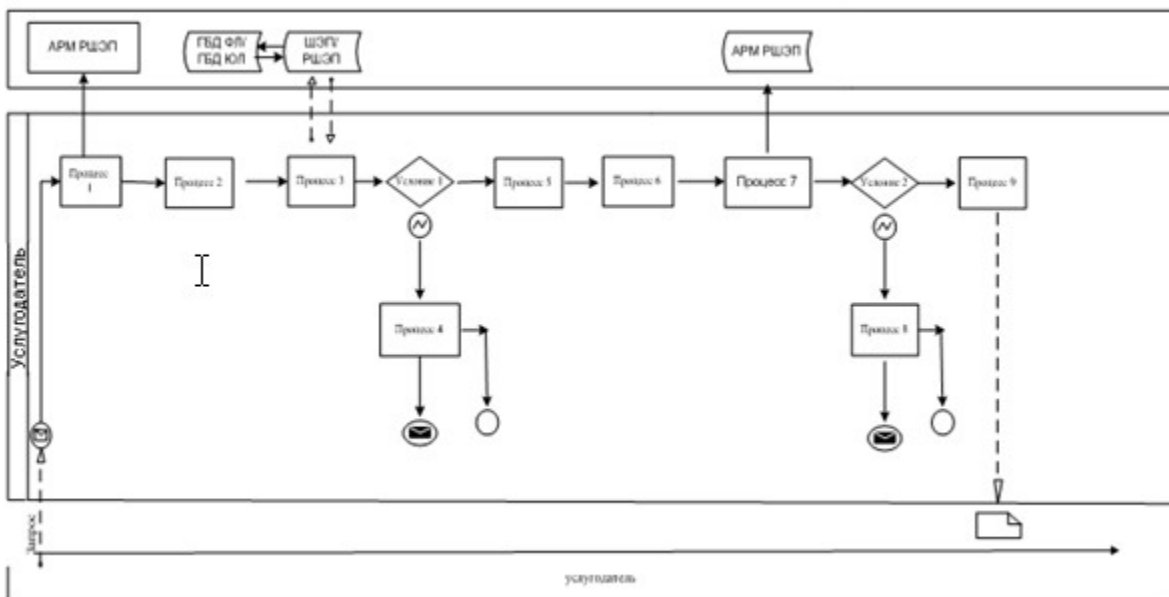 АРМ РШЭП
ГБД ФЛ/
ГБД ЮЛ
ШЭП/
РШЭП
АРМ РШЭП
Процесс
1
Процесс 2
Процесс 3
Условие 1
Процесс 5
Процесс 6
Процесс 7
Условие 2
Процесс 9
Услугодатель
Процесс 4
Процесс 8
Запрос
услугодатель